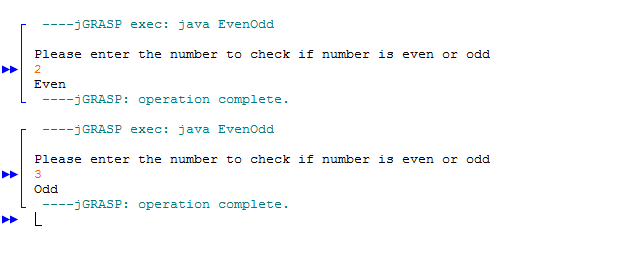 ----jGRASP exec: java EvenOdd
Please enter the number to check if number is even or odd
2
Even
----jGRASP: operation complete.
----jGRASP exec: java EvenOdd
Please enter the number to check if number is even or odd
3
Odd
----jGRASP: operation complete.